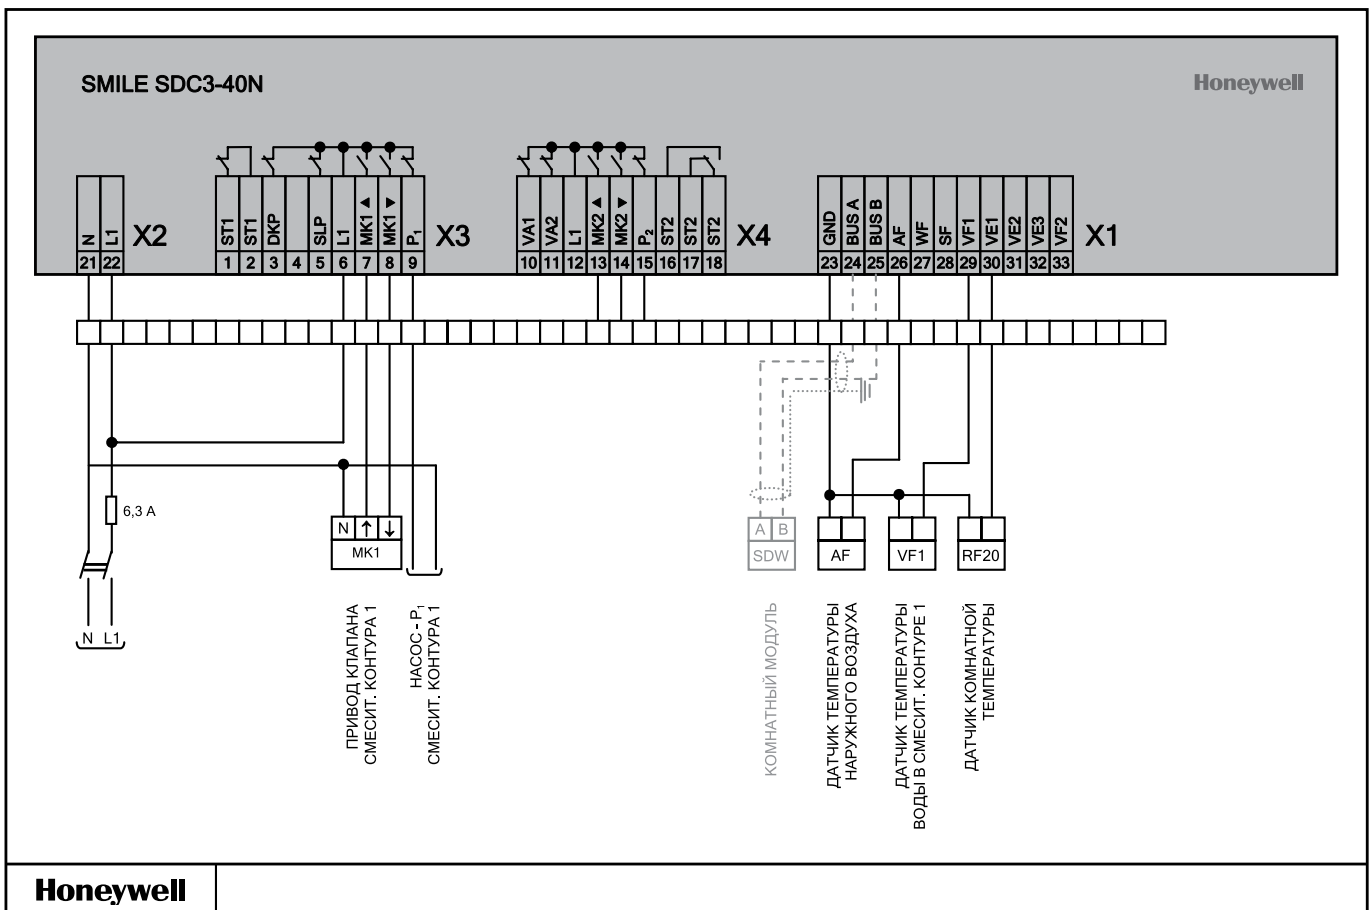 SMILE SDC3-40N
Honeywell
N
L1
X2
21 22
ST1
ST1
DKP
SLP
L1
MK1 ▲
MK1 ▼
P₁
X3
1 2 3 4 5 6 7 8 9
VA1
VA2
L1
MK2 ▲
MK2 ▼
P₂
ST2
ST2
ST2
X4
10 11 12 13 14 15 16 17 18
GND
BUS A
BUS B
AF
WF
SF
VF1
VE1
VE2
VE3
VF2
X1
23 24 25 26 27 28 29 30 31 32 33
6,3 A
N ↑ ↓
MK1
A B
SDW
AF
VF1
RF20
N L1
ПРИВОД КЛАПАНА
СМЕСИТ. КОНТУРА 1
НАСОС - P₁
СМЕСИТ. КОНТУРА 1
КОМНАТНЫЙ МОДУЛЬ
ДАТЧИК ТЕМПЕРАТУРЫ
НАРУЖНОГО ВОЗДУХА
ДАТЧИК ТЕМПЕРАТУРЫ
ВОДЫ В СМЕСИТ. КОНТУРЕ 1
ДАТЧИК КОМНАТНОЙ
ТЕМПЕРАТУРЫ
Honeywell